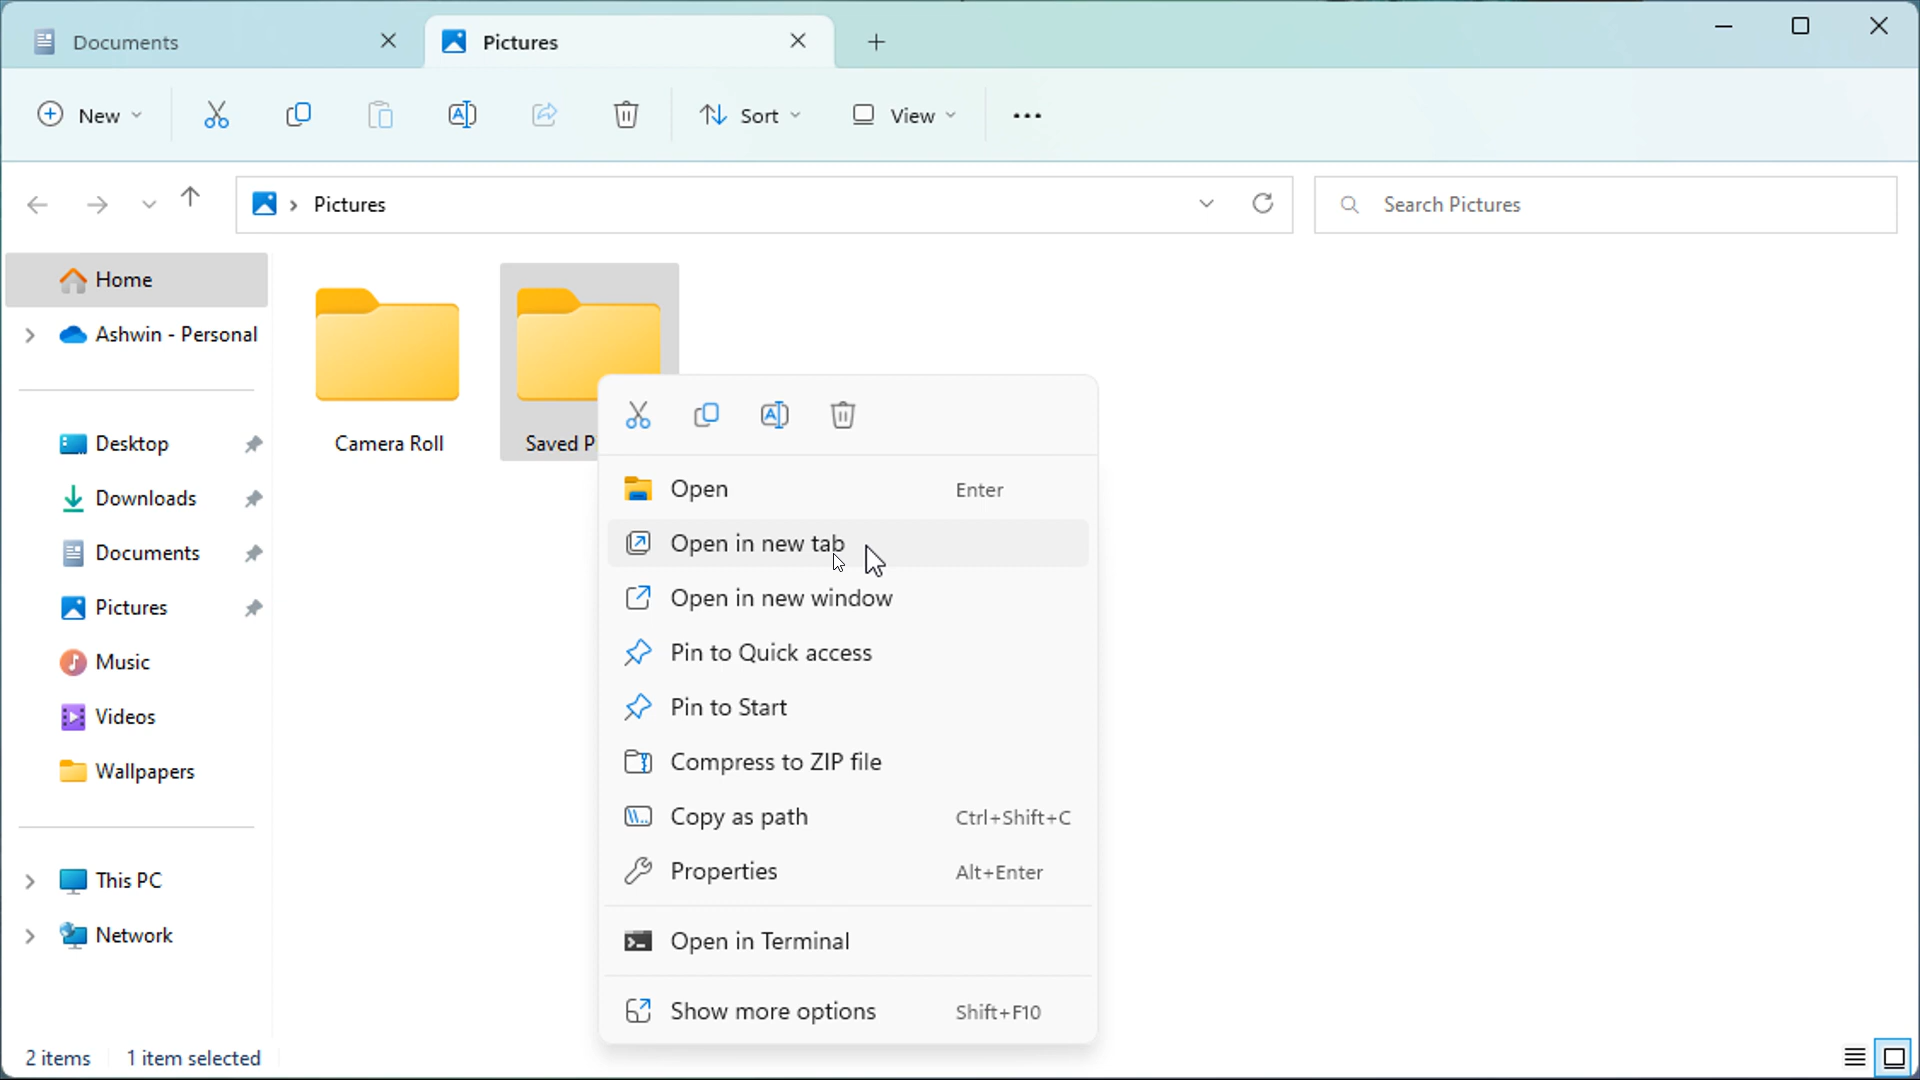 Documents
Pictures
New
Sort
View
Pictures
Search Pictures
Home
Ashwin - Personal
Desktop
Downloads
Documents
Pictures
Music
Videos
Wallpapers
This PC
Network
Camera Roll
Saved P
Open Enter
Open in new tab
Open in new window
Pin to Quick access
Pin to Start
Compress to ZIP file
Copy as path Ctrl+Shift+C
Properties Alt+Enter
Open in Terminal
Show more options Shift+F10
2 items 1 item selected